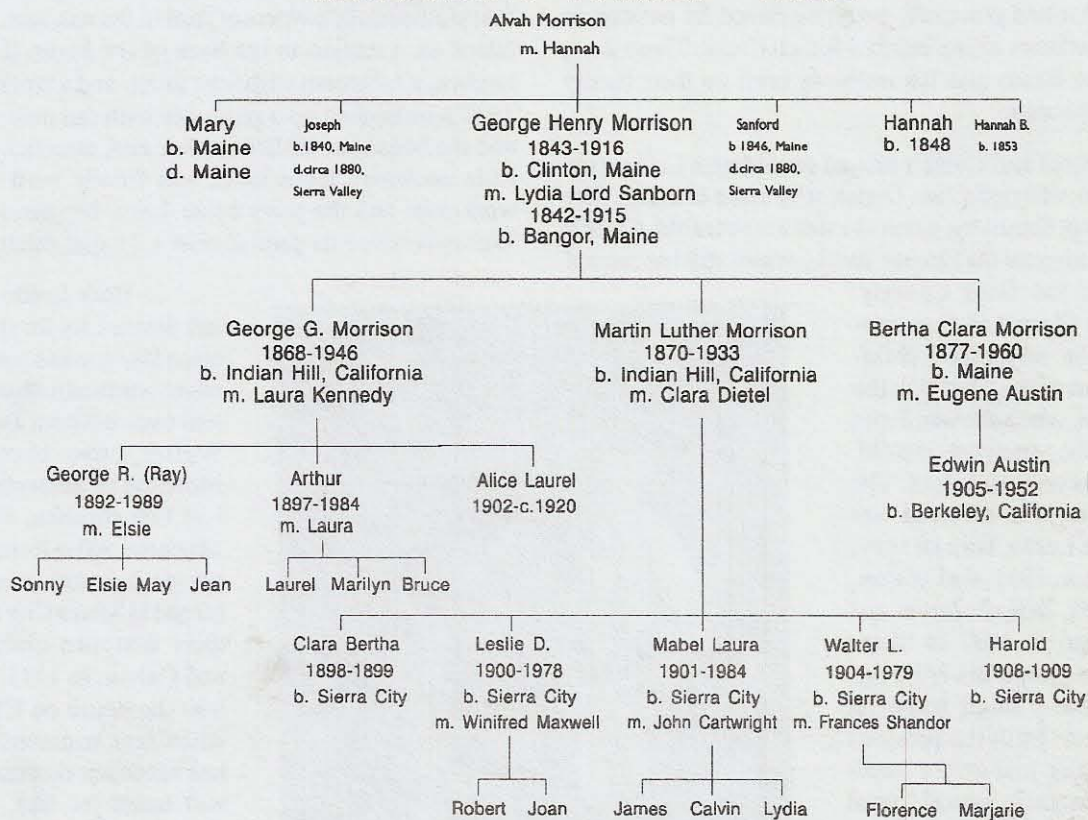 Alvah Morrison
m. Hannah
Mary
b. Maine
d. Maine
Joseph
b.1840, Maine
d.circa 1880,
Sierra Valley
George Henry Morrison
1843-1916
b. Clinton, Maine
m. Lydia Lord Sanborn
1842-1915
b. Bangor, Maine
Sanford
b 1846, Maine
d.circa 1880,
Sierra Valley
Hannah
b. 1848
Hannah B.
b. 1853
George G. Morrison
1868-1946
b. Indian Hill, California
m. Laura Kennedy
Martin Luther Morrison
1870-1933
b. Indian Hill, California
m. Clara Dietel
Bertha Clara Morrison
1877-1960
b. Maine
m. Eugene Austin
George R. (Ray)
1892-1989
m. Elsie
Arthur
1897-1984
m. Laura
Alice Laurel
1902-c.1920
Edwin Austin
1905-1952
b. Berkeley, California
Sonny Elsie May Jean
Laurel Marilyn Bruce
Clara Bertha
1898-1899
b. Sierra City
Leslie D.
1900-1978
b. Sierra City
m. Winifred Maxwell
Mabel Laura
1901-1984
b. Sierra City
m. John Cartwright
Walter L.
1904-1979
b. Sierra City
m. Frances Shandor
Harold
1908-1909
b. Sierra City
Robert Joan
James Calvin Lydia
Florence Marjarie